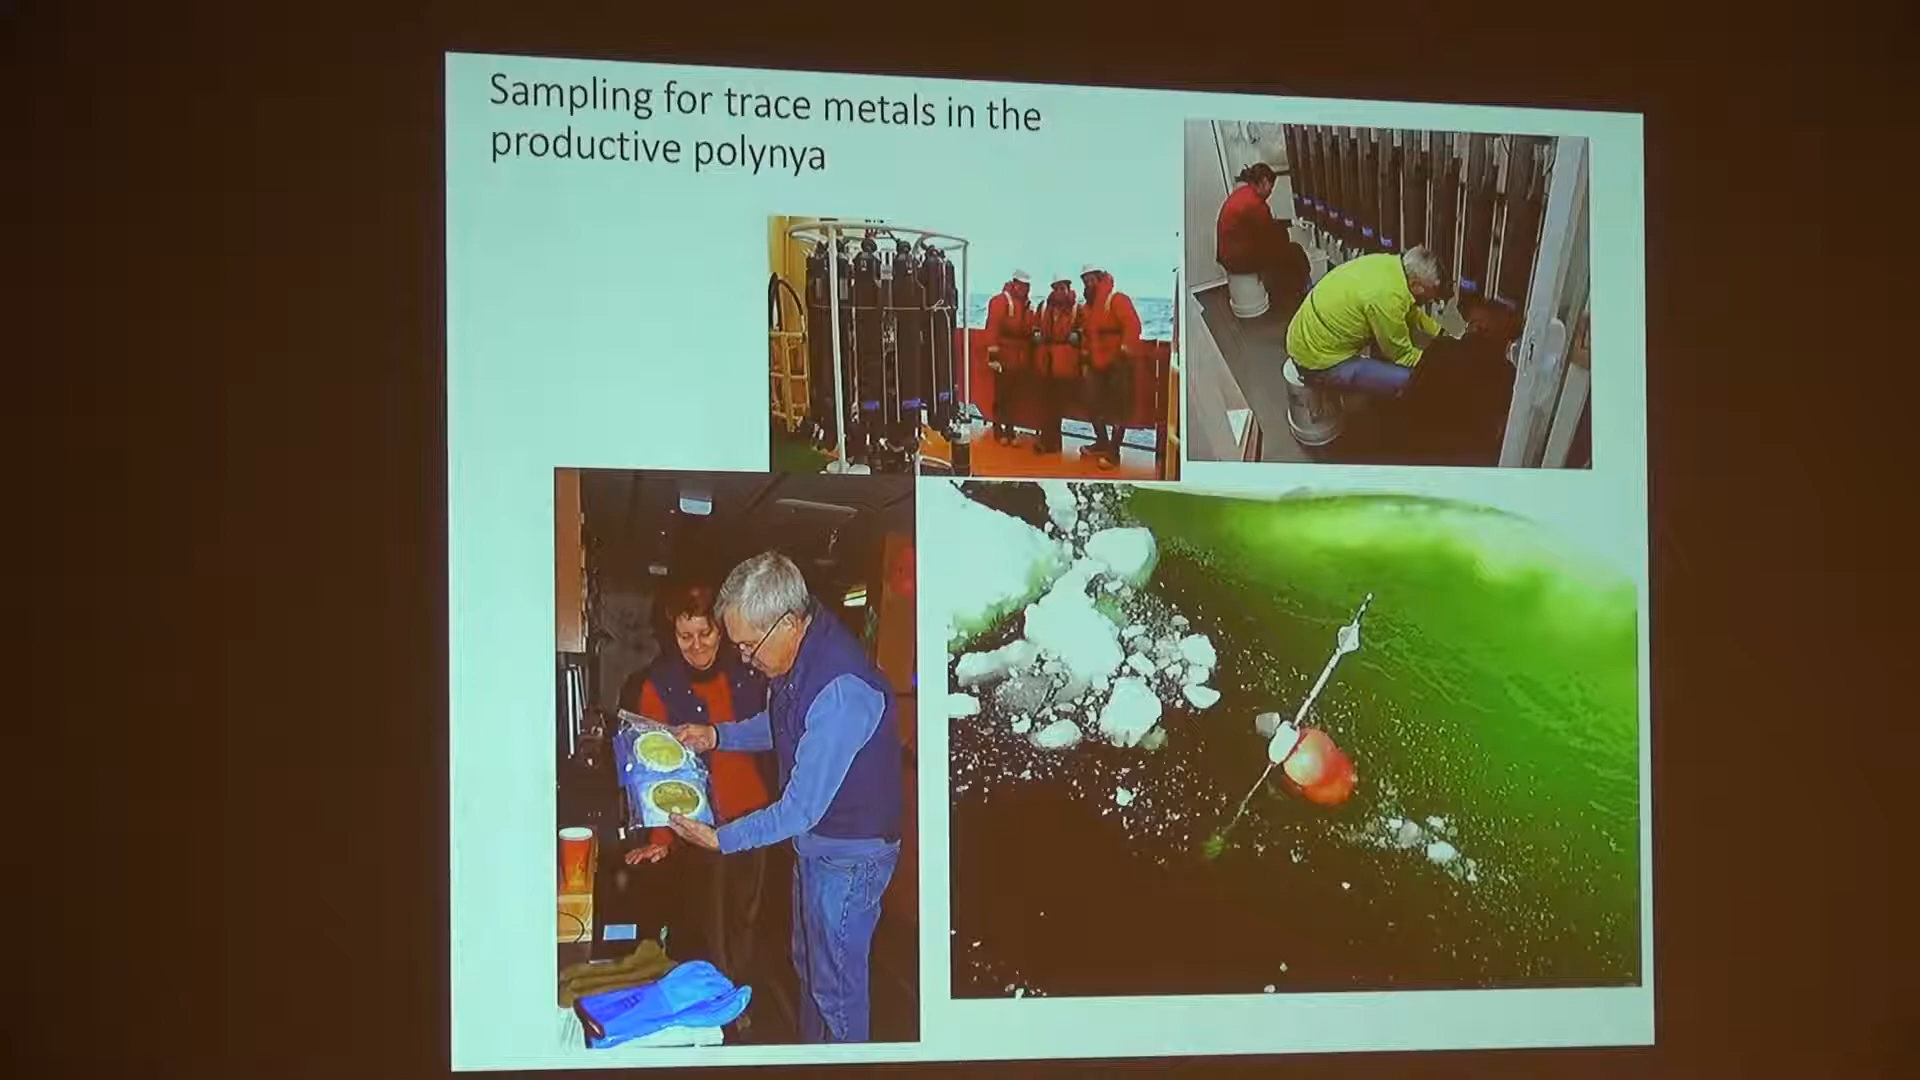 Sampling for trace metals in the
productive polynya